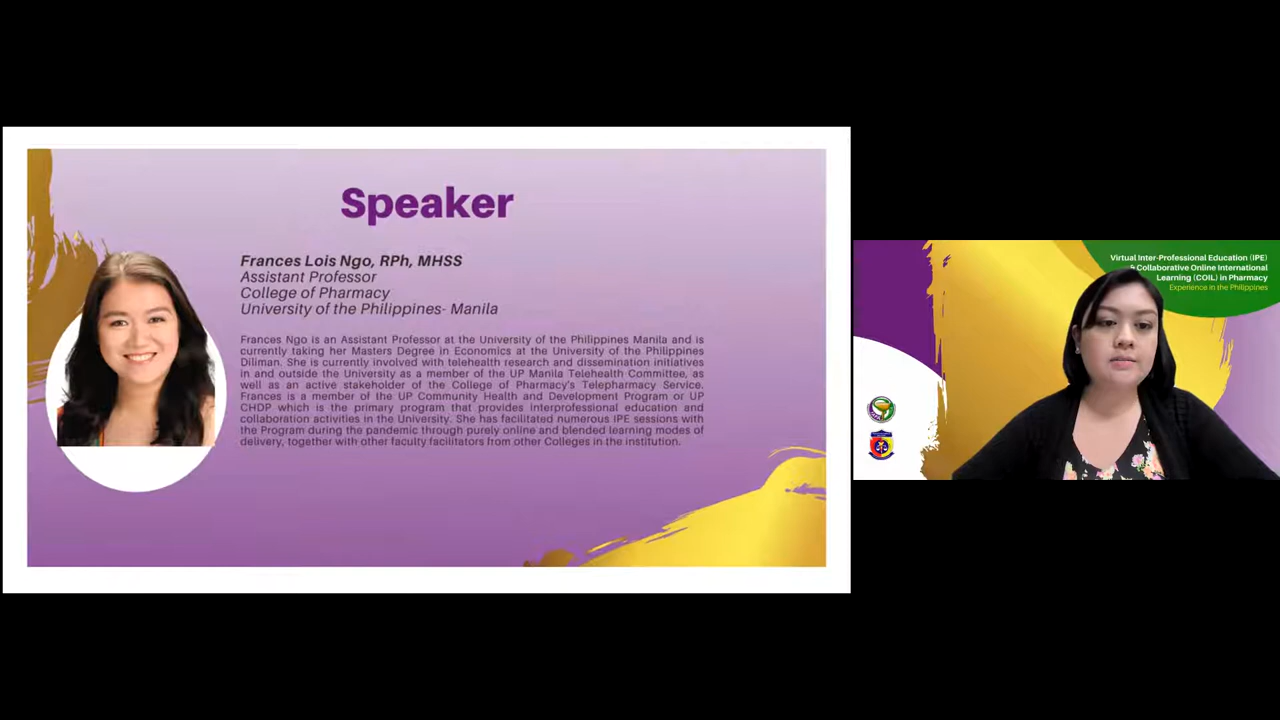 Speaker
Frances Lois Ngo, RPh, MHSS
Assistant Professor
College of Pharmacy
University of the Philippines- Manila
Frances Ngo is an Assistant Professor at the University of the Philippines Manila and is
currently taking her Masters Degree in Economics at the University of the Philippines
Diliman. She is currently involved with telehealth research and dissemination initiatives
in and outside the University as a member of the UP Manila Telehealth Committee, as
well as an active stakeholder of the College of Pharmacy's Telepharmacy Service.
Frances is a member of the UP Community Health and Development Program or UP
CHDP which is the primary program that provides interprofessional education and
collaboration activities in the University. She has facilitated numerous IPE sessions with
the Program during the pandemic through purely online and blended learning modes of
delivery, together with other faculty facilitators from other Colleges in the institution.
Virtual Inter-Professional Education (IPE)
& Collaborative Online International
Learning (COIL) in Pharmacy
Experience in the Philippines